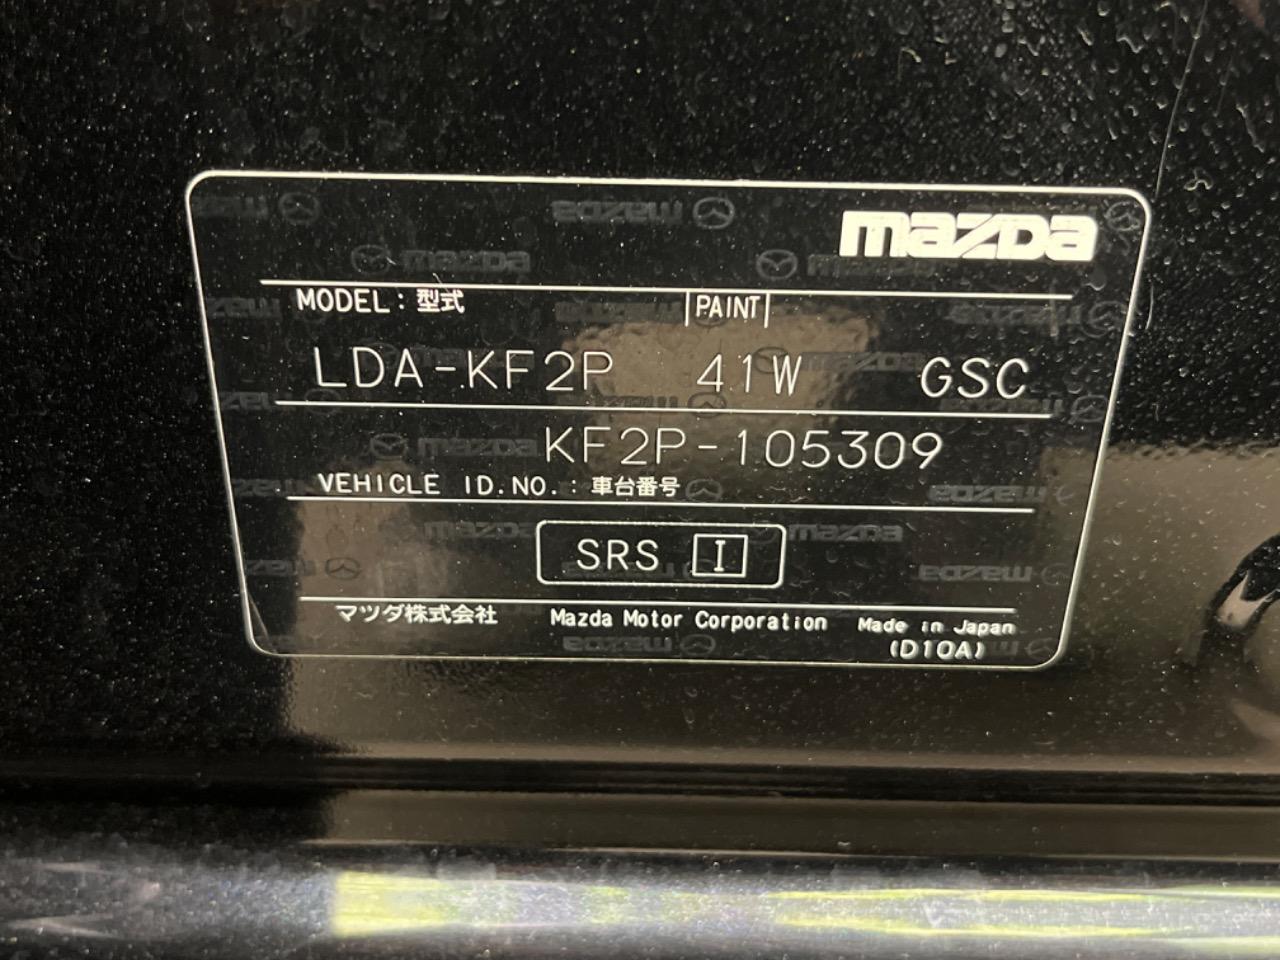 mazda
MODEL：型式 PAINT
LDA-KF2P 41W GSC
KF2P-105309
VEHICLE ID.NO.：車台番号
SRS I
マツダ株式会社 Mazda Motor Corporation Made in Japan
(D10A)